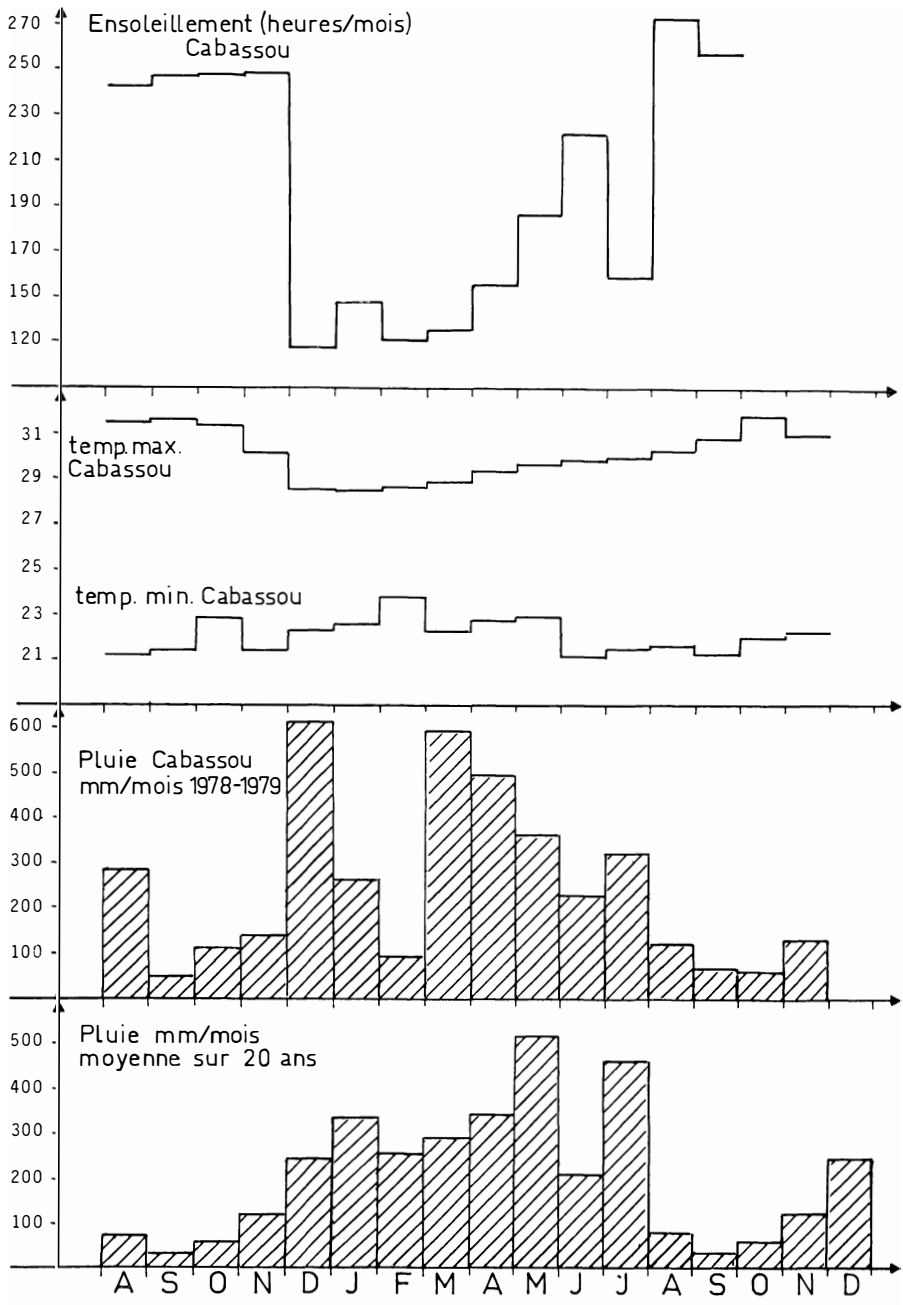 Ensoleillement (heures/mois)
Cabassou
270
250
230
210
190
170
150
120
temp.max.
Cabassou
31
29
27
25
temp. min. Cabassou
23
21
Pluie Cabassou
mm/mois 1978-1979
600
500
400
300
200
100
Pluie mm/mois
moyenne sur 20 ans
500
400
300
200
100
A S O N D J F M A M J J A S O N D